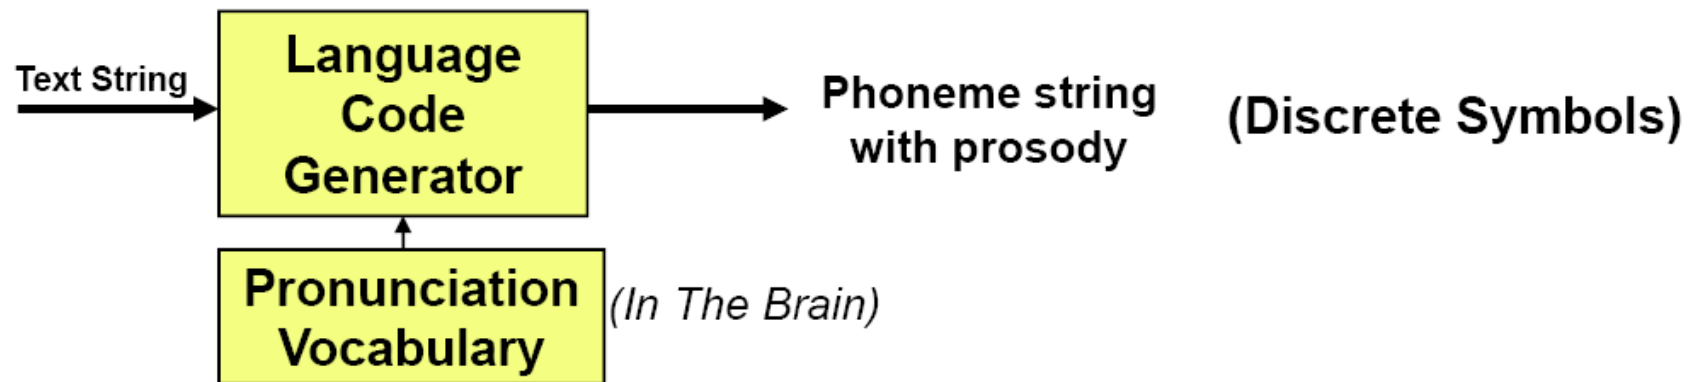 Text String
Language
Code
Generator
Phoneme string
with prosody
(Discrete Symbols)
Pronunciation
Vocabulary
(In The Brain)